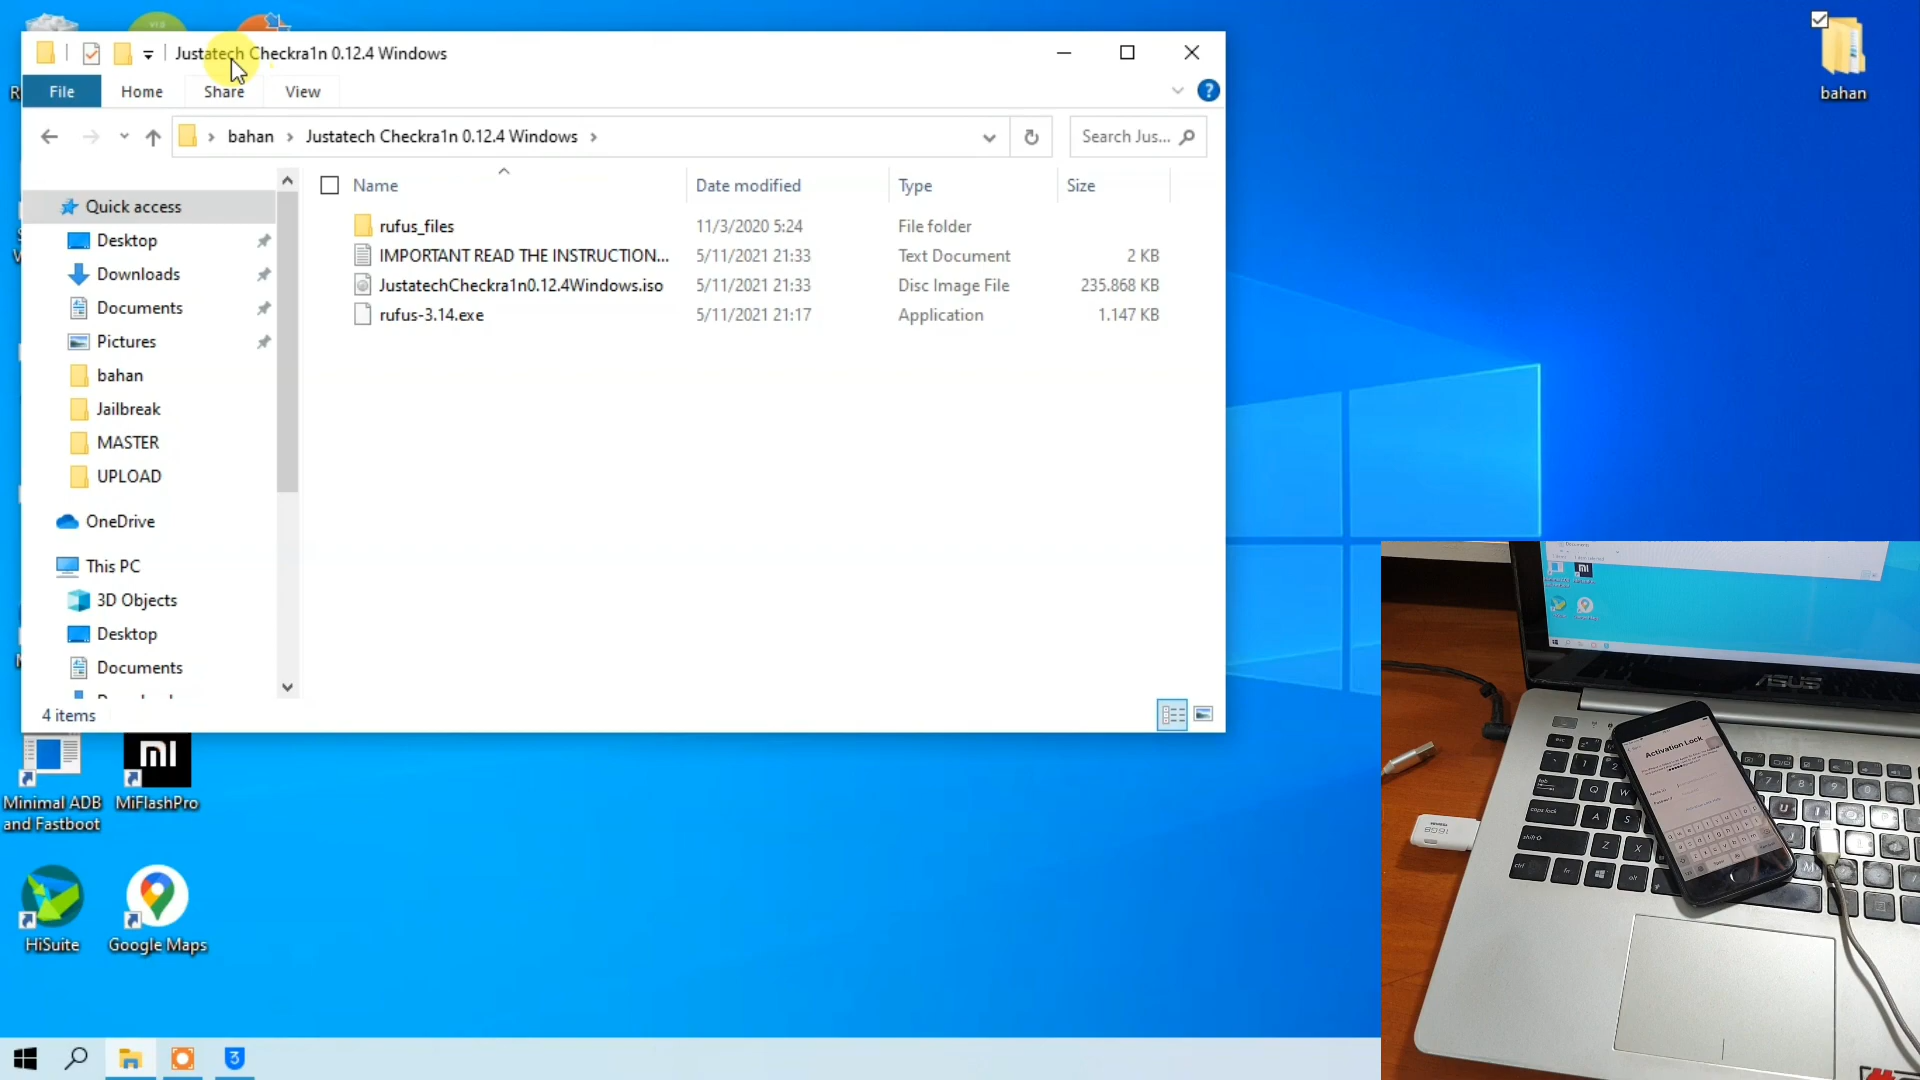 Justatech Checkra1n 0.12.4 Windows
File
Home
Share
View
bahan
Justatech Checkra1n 0.12.4 Windows
Search Jus...
Name
Date modified
Type
Size
rufus_files
11/3/2020 5:24
File folder
IMPORTANT READ THE INSTRUCTION...
5/11/2021 21:33
Text Document
2 KB
JustatechCheckra1n0.12.4Windows.iso
5/11/2021 21:33
Disc Image File
235.868 KB
rufus-3.14.exe
5/11/2021 21:17
Application
1.147 KB
Quick access
Desktop
Downloads
Documents
Pictures
bahan
Jailbreak
MASTER
UPLOAD
OneDrive
This PC
3D Objects
Desktop
Documents
4 items
bahan
Minimal ADB
and Fastboot
MiFlashPro
HiSuite
Google Maps
3
Activation Lock
ASUS
16GB